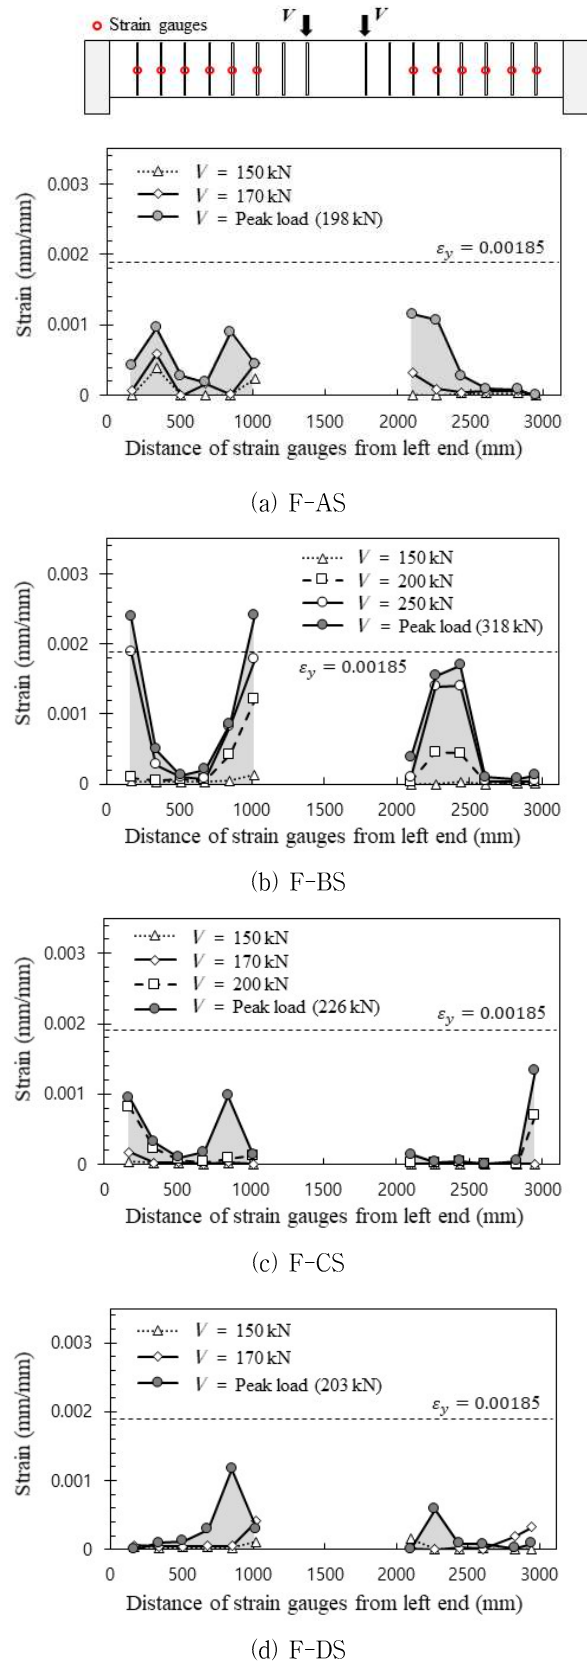 V V
Strain gauges
V = 150 kN
V = 170 kN
V = Peak load (198 kN)
εy = 0.00185
0.003
0.002
0.001
0
Strain (mm/mm)
0 500 1000 1500 2000 2500 3000
Distance of strain gauges from left end (mm)
(a) F-AS
V = 150 kN
V = 200 kN
V = 250 kN
V = Peak load (318 kN)
εy = 0.00185
0.003
0.002
0.001
0
Strain (mm/mm)
0 500 1000 1500 2000 2500 3000
Distance of strain gauges from left end (mm)
(b) F-BS
V = 150 kN
V = 170 kN
V = 200 kN
V = Peak load (226 kN)
εy = 0.00185
0.003
0.002
0.001
0
Strain (mm/mm)
0 500 1000 1500 2000 2500 3000
Distance of strain gauges from left end (mm)
(c) F-CS
V = 150 kN
V = 170 kN
V = Peak load (203 kN)
εy = 0.00185
0.003
0.002
0.001
0
Strain (mm/mm)
0 500 1000 1500 2000 2500 3000
Distance of strain gauges from left end (mm)
(d) F-DS